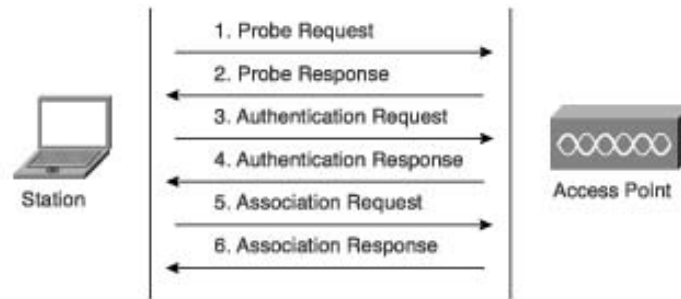 1. Probe Request
2. Probe Response
3. Authentication Request
4. Authentication Response
5. Association Request
6. Association Response
Station
Access Point